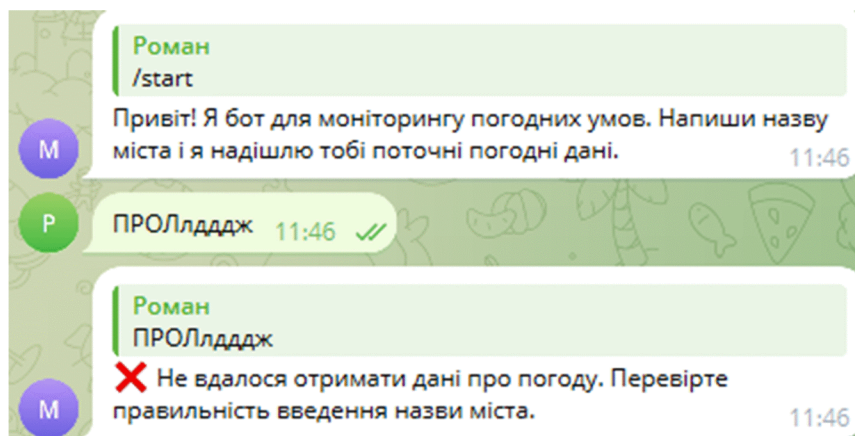 Роман
/start
Привіт! Я бот для моніторингу погодних умов. Напиши назву
міста і я надішлю тобі поточні погодні дані.
11:46
М
Р
ПРОЛлдддж 11:46
Роман
ПРОЛлдддж
❌ Не вдалося отримати дані про погоду. Перевірте
правильність введення назви міста.
11:46
М